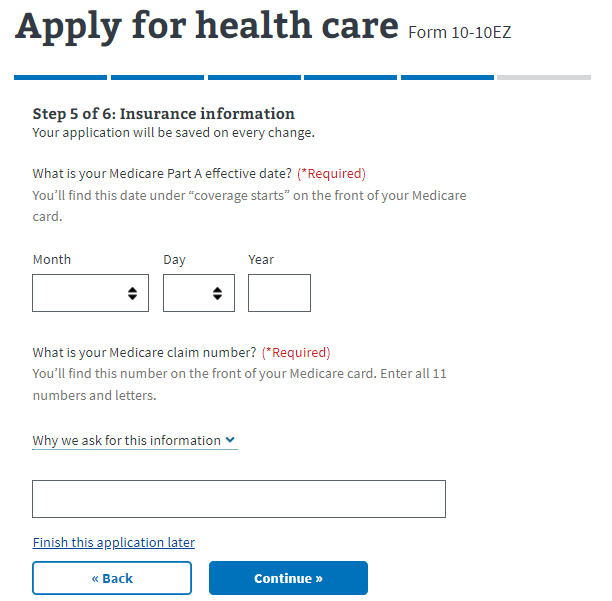 Apply for health care Form 10-10EZ
Step 5 of 6: Insurance information
Your application will be saved on every change.
What is your Medicare Part A effective date? (*Required)
You’ll find this date under “coverage starts” on the front of your Medicare
card.
Month Day Year
What is your Medicare claim number? (*Required)
You’ll find this number on the front of your Medicare card. Enter all 11
numbers and letters.
Why we ask for this information
Finish this application later
« Back Continue »